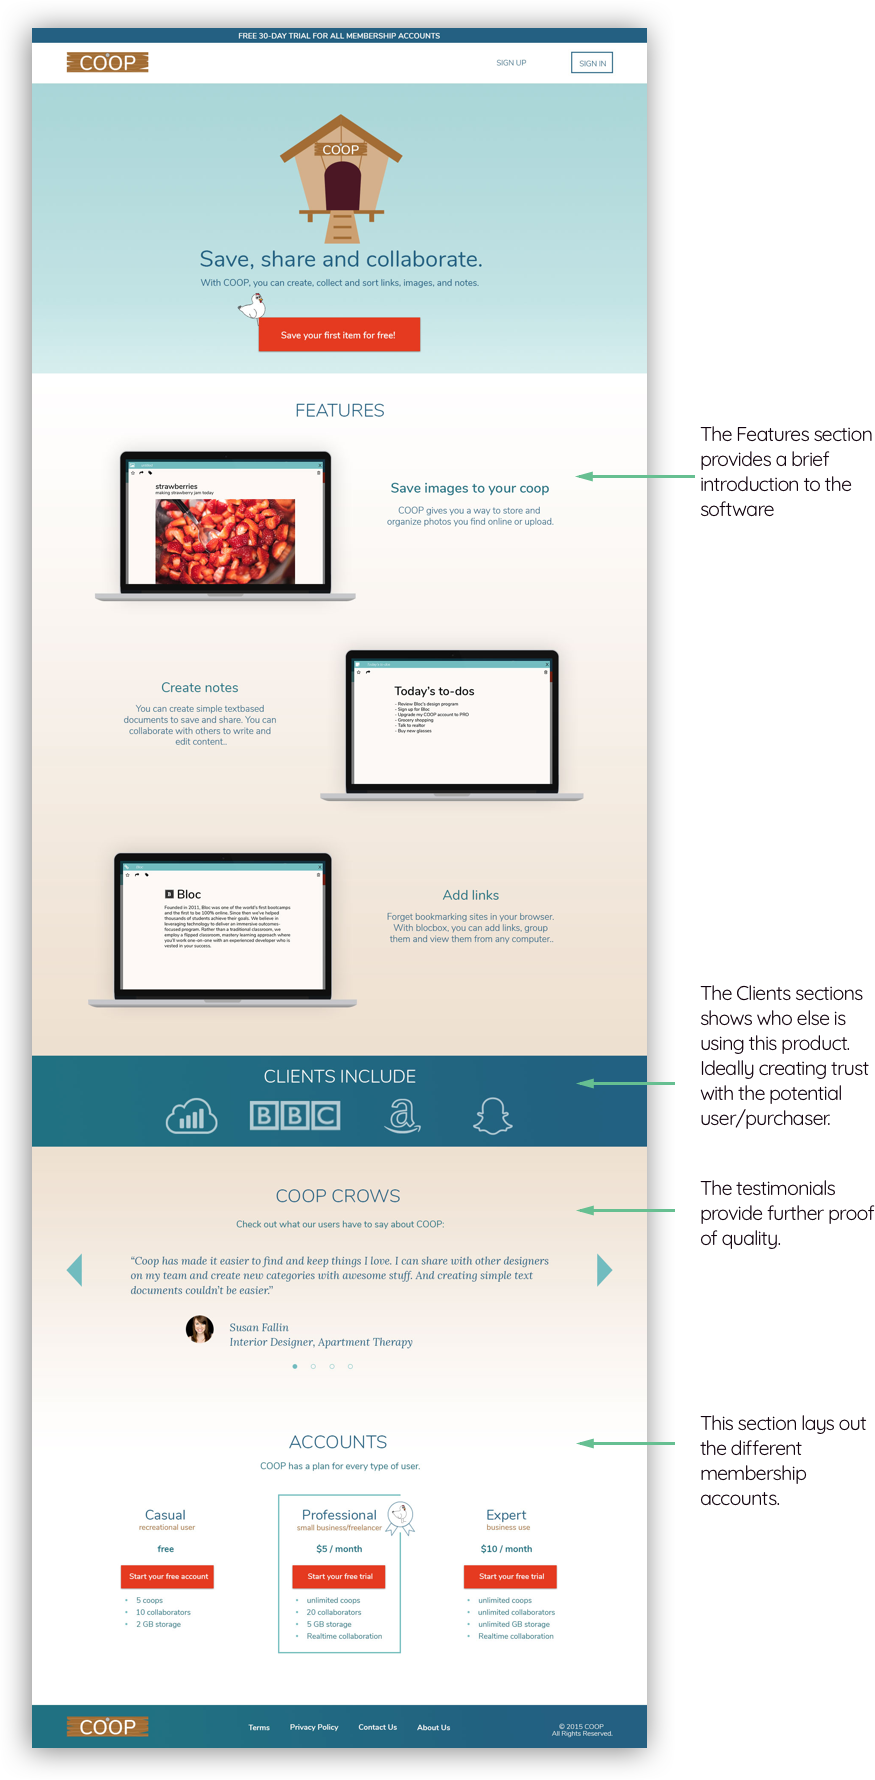 FREE 30-DAY TRIAL FOR ALL MEMBERSHIP ACCOUNTS
COOP
SIGN UP
SIGN IN
COOP
Save, share and collaborate.
With COOP, you can create, collect and sort links, images, and notes.
Save your first item for free!
FEATURES
strawberries
making strawberry jam today
Save images to your coop
COOP gives you a way to store and
organize photos you find online or upload.
The Features section
provides a brief
introduction to the
software
Create notes
You can create simple textbased
documents to save and share. You can
collaborate with others to write and
edit content..
Today's to-dos
- Review Bloc's design program
- Sign up for Bloc
- Upgrade my COOP account to PRO
- Grocery shopping
- Talk to realtor
- Buy new glasses
B Bloc
Founded in 2011, Bloc was one of the world's first bootcamps
and the first to be 100% online. Since then we've helped
thousands of students achieve their goals. We believe in
leveraging technology to deliver an immersive outcomes-
focused program. Rather than a traditional classroom, we
employ a flipped classroom, mastery learning approach where
you'll work one-on-one with an experienced developer who is
vested in your success.
Add links
Forget bookmarking sites in your browser.
With blocbox, you can add links, group
them and view them from any computer..
CLIENTS INCLUDE
BBC
a
The Clients sections
shows who else is
using this product.
Ideally creating trust
with the potential
user/purchaser.
COOP CROWS
Check out what our users have to say about COOP:
“Coop has made it easier to find and keep things I love. I can share with other designers
on my team and create new categories with awesome stuff. And creating simple text
documents couldn't be easier.”
Susan Fallin
Interior Designer, Apartment Therapy
The testimonials
provide further proof
of quality.
ACCOUNTS
COOP has a plan for every type of user.
This section lays out
the different
membership
accounts.
Casual
recreational user
free
Start your free account
• 5 coops
• 10 collaborators
• 2 GB storage
Professional
small business/freelancer
$5 / month
Start your free trial
• unlimited coops
• 20 collaborators
• 5 GB storage
• Realtime collaboration
Expert
business use
$10 / month
Start your free trial
• unlimited coops
• unlimited collaborators
• unlimited GB storage
• Realtime collaboration
COOP
Terms
Privacy Policy
Contact Us
About Us
© 2015 COOP
All Rights Reserved.